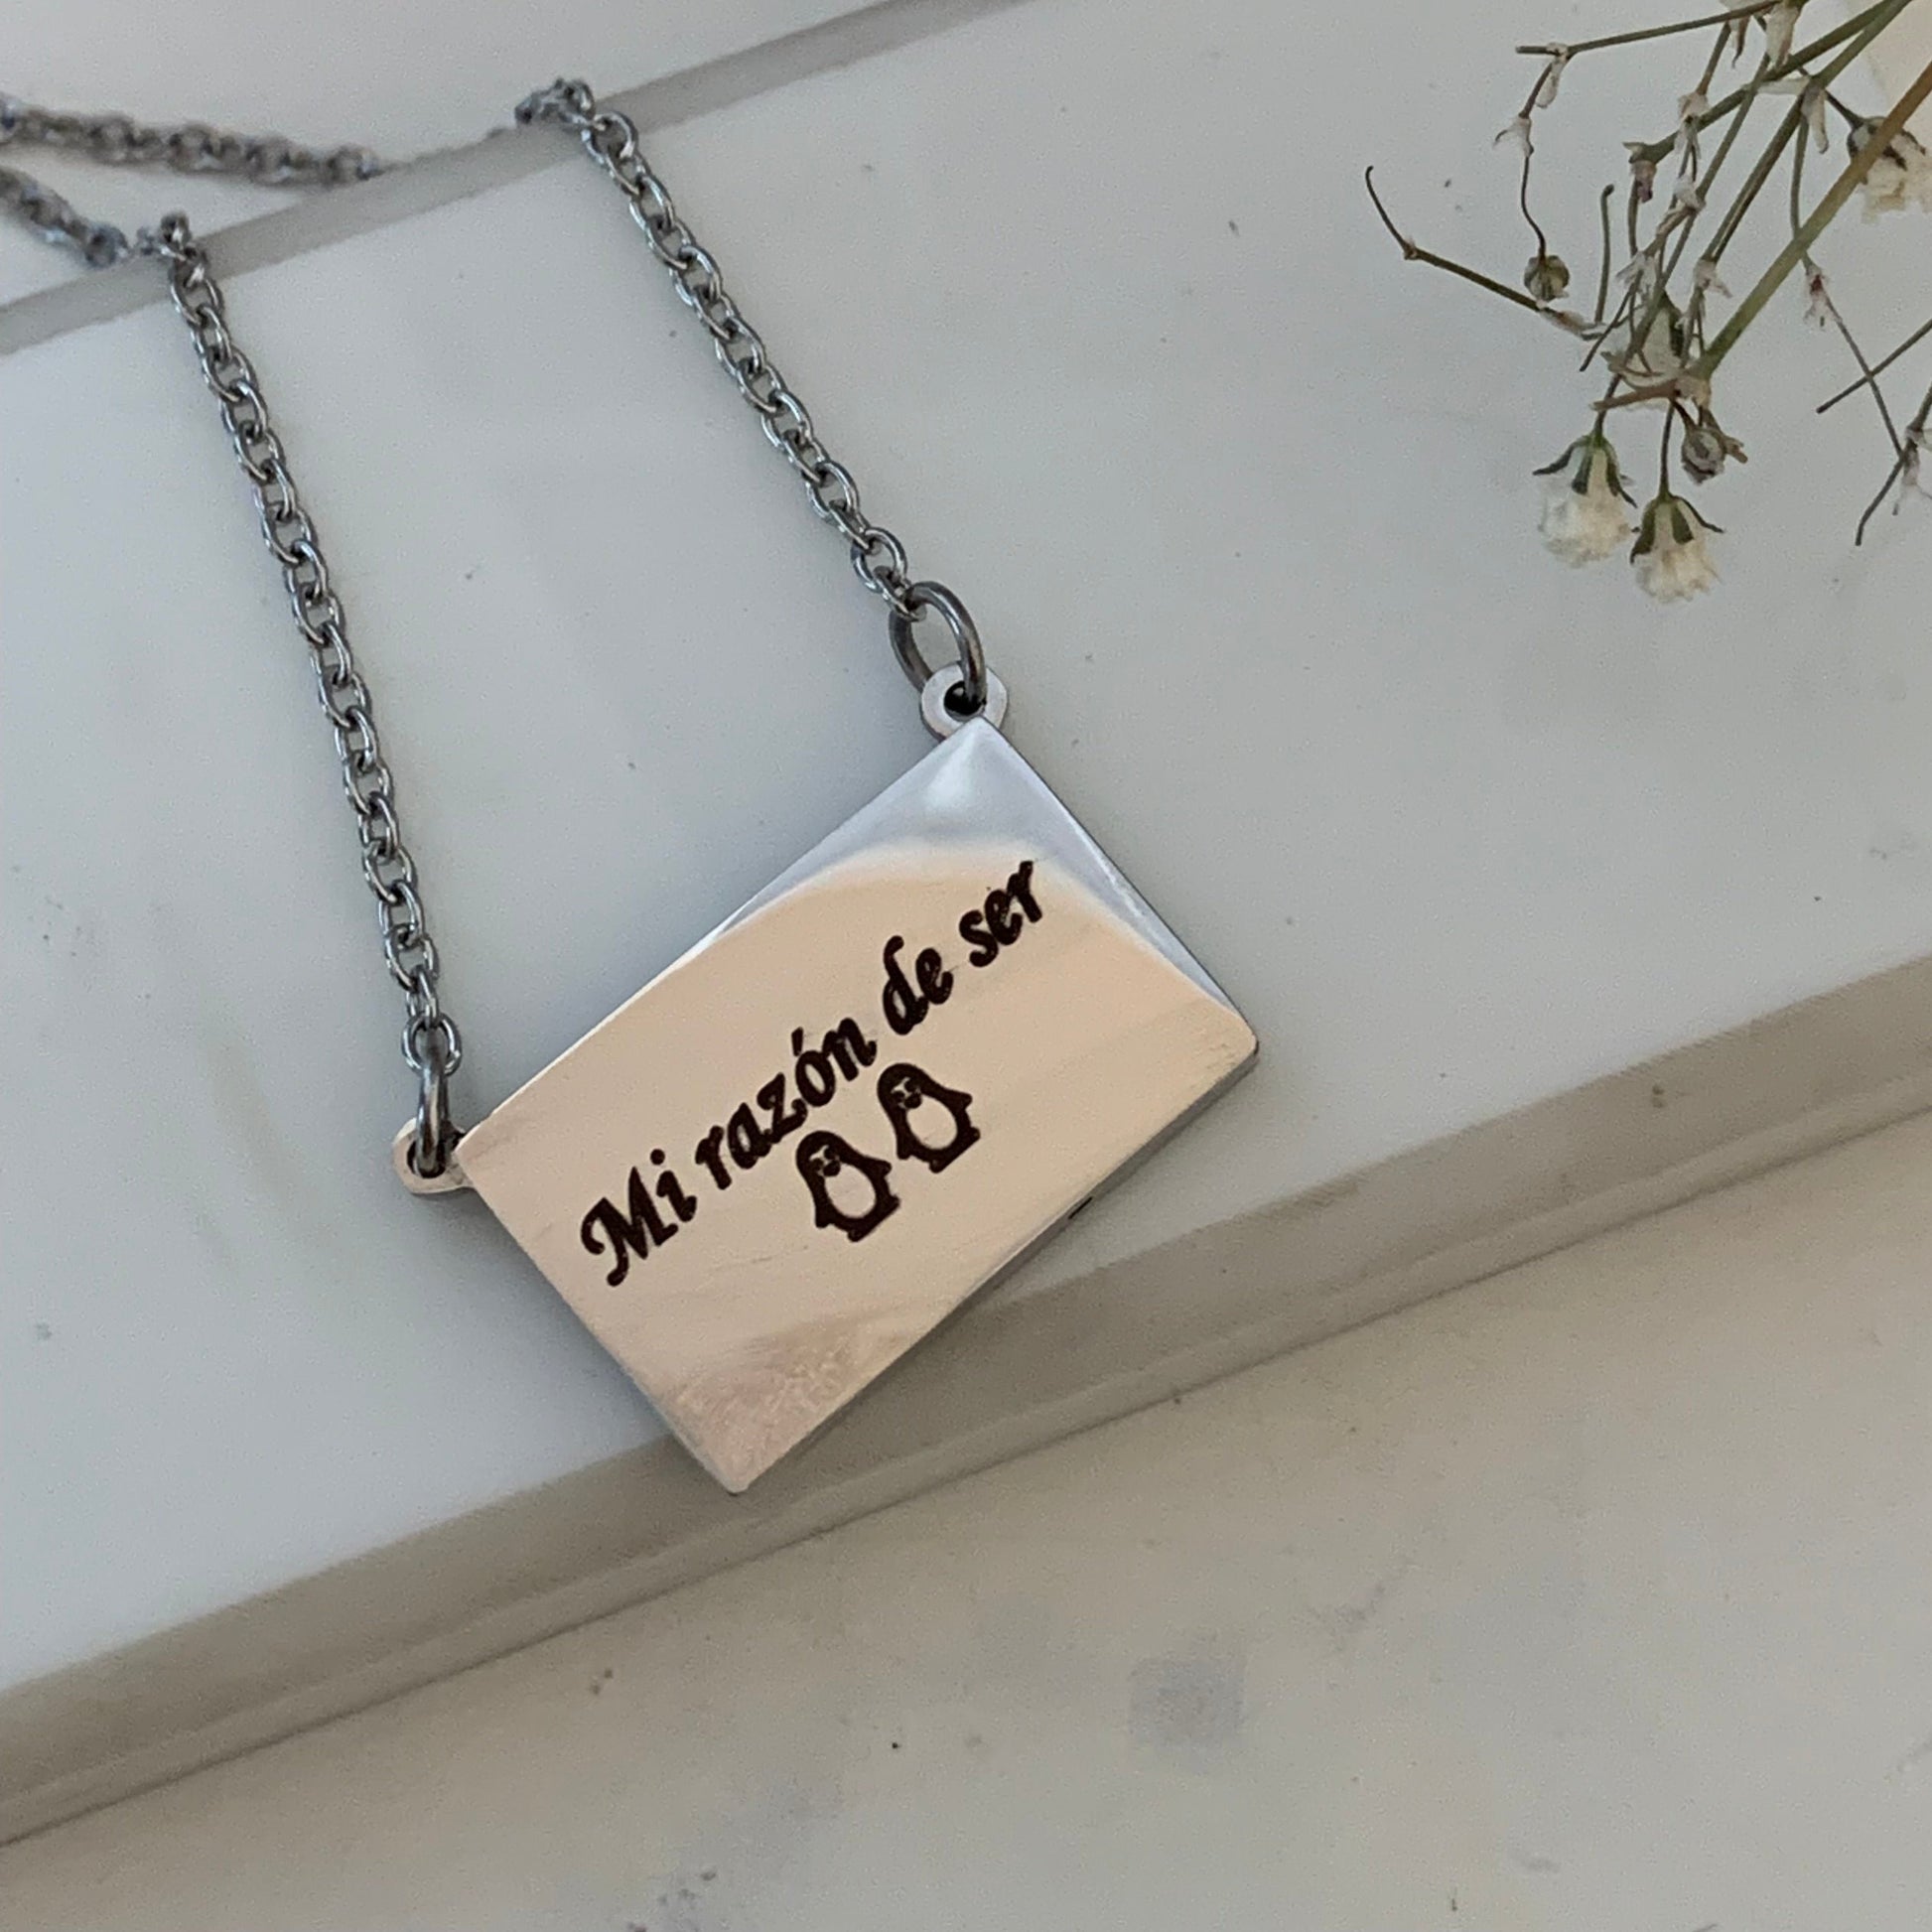 Mi razón de ser